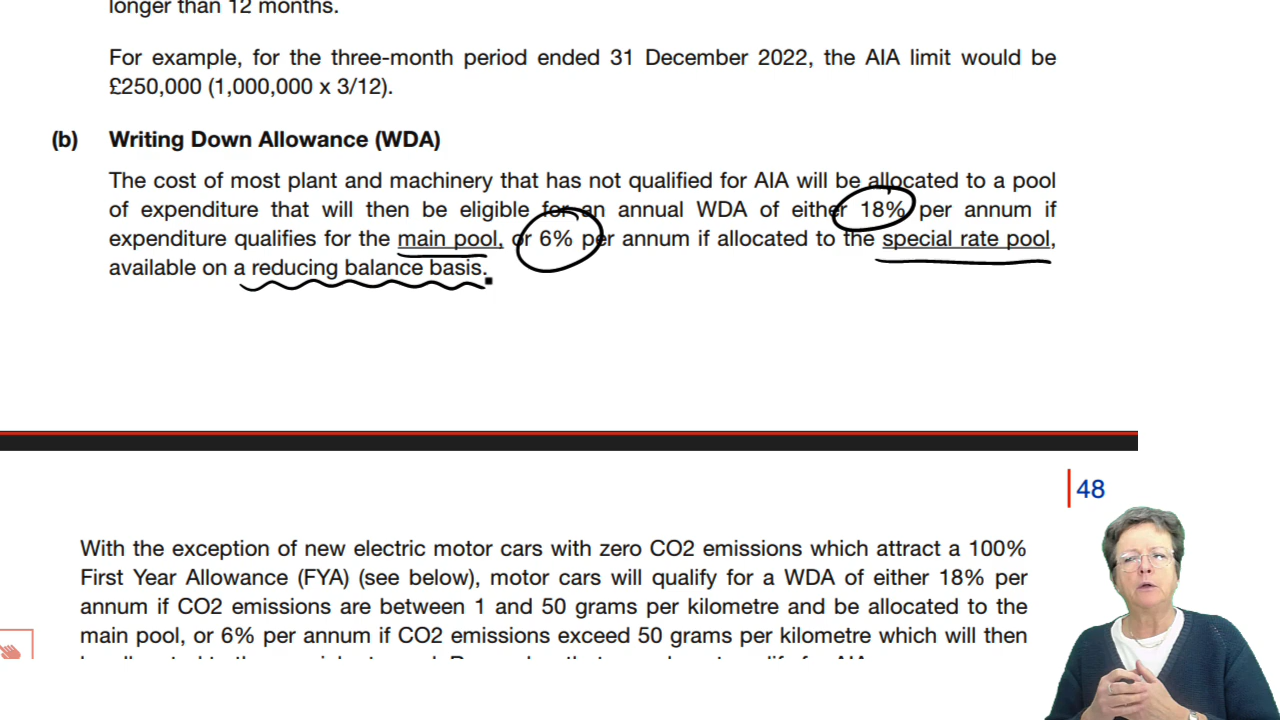 longer than 12 months.
For example, for the three-month period ended 31 December 2022, the AIA limit would be
£250,000 (1,000,000 x 3/12).
(b) Writing Down Allowance (WDA)
The cost of most plant and machinery that has not qualified for AIA will be allocated to a pool
of expenditure that will then be eligible for an annual WDA of either 18% per annum if
expenditure qualifies for the main pool, or 6% per annum if allocated to the special rate pool,
available on a reducing balance basis.
48
With the exception of new electric motor cars with zero CO2 emissions which attract a 100%
First Year Allowance (FYA) (see below), motor cars will qualify for a WDA of either 18% per
annum if CO2 emissions are between 1 and 50 grams per kilometre and be allocated to the
main pool, or 6% per annum if CO2 emissions exceed 50 grams per kilometre which will then